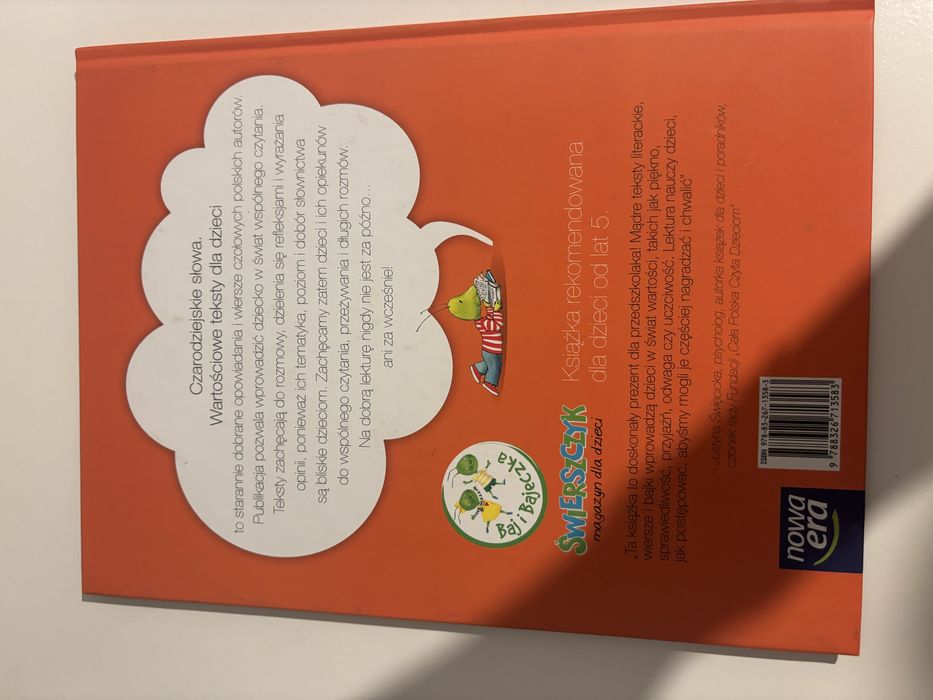 Czarodziejskie słowa.
Wartościowe teksty dla dzieci
to starannie dobrane opowiadania i wiersze czołowych polskich autorów.
Publikacja pozwala wprowadzić dziecko w świat wspólnego czytania.
Teksty zachęcają do rozmowy, dzielenia się refleksjami i wyrażania
opinii, ponieważ ich tematyka, poziom i dobór słownictwa
są bliskie dzieciom. Zachęcamy zatem dzieci i ich opiekunów
do wspólnego czytania, przeżywania i długich rozmów.
Na dobrą lekturę nigdy nie jest za późno...
ani za wcześnie!
Baj i Bajeczka
ŚWIERSZCZYK
magazyn dla dzieci
Książka rekomendowana
dla dzieci od lat 5.
„Ta książka to doskonały prezent dla przedszkolaka! Mądre teksty literackie,
wiersze i bajki wprowadzą dzieci w świat wartości, takich jak piękno,
sprawiedliwość, przyjaźń, odwaga czy uczciwość. Lektura nauczy dzieci,
jak postępować, abyśmy mogli je częściej nagradzać i chwalić"
- Justyna Święcicka, psycholog, autorka książek dla dzieci i poradników,
członek rady Fundacji „Cała Polska Czyta Dzieciom"
nowa
era
ISBN 978-83-267-1358-3
9 788326 713583